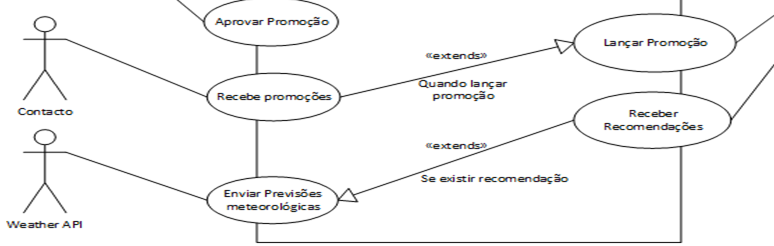 Aprovar Promoção
Lançar Promoção
«extends»
Quando lançar
promoção
Recebe promoções
Contacto
Receber
Recomendações
«extends»
Se existir recomendação
Enviar Previsões
meteorológicas
Weather API